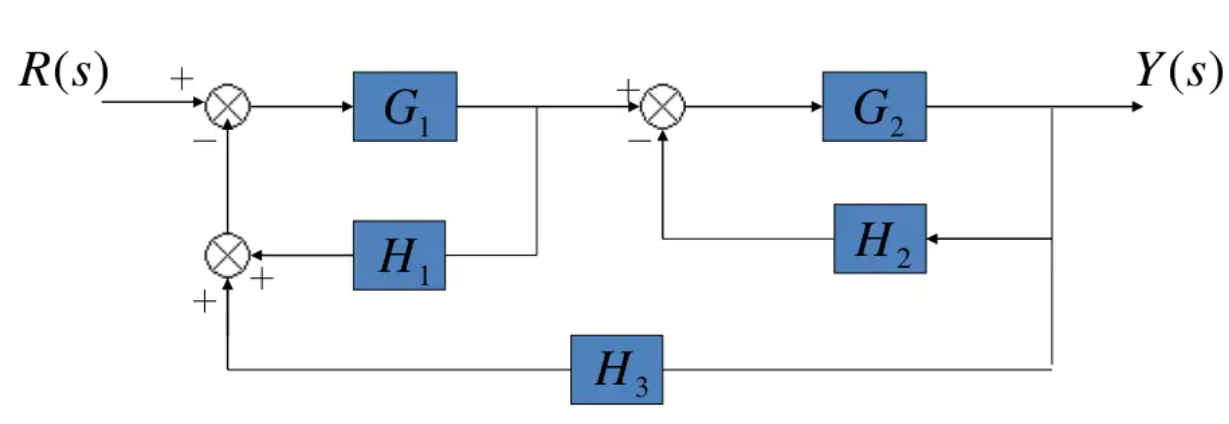 R(s) + − G₁ + − G₂ Y(s)
H₁ + H₂
+ H₃